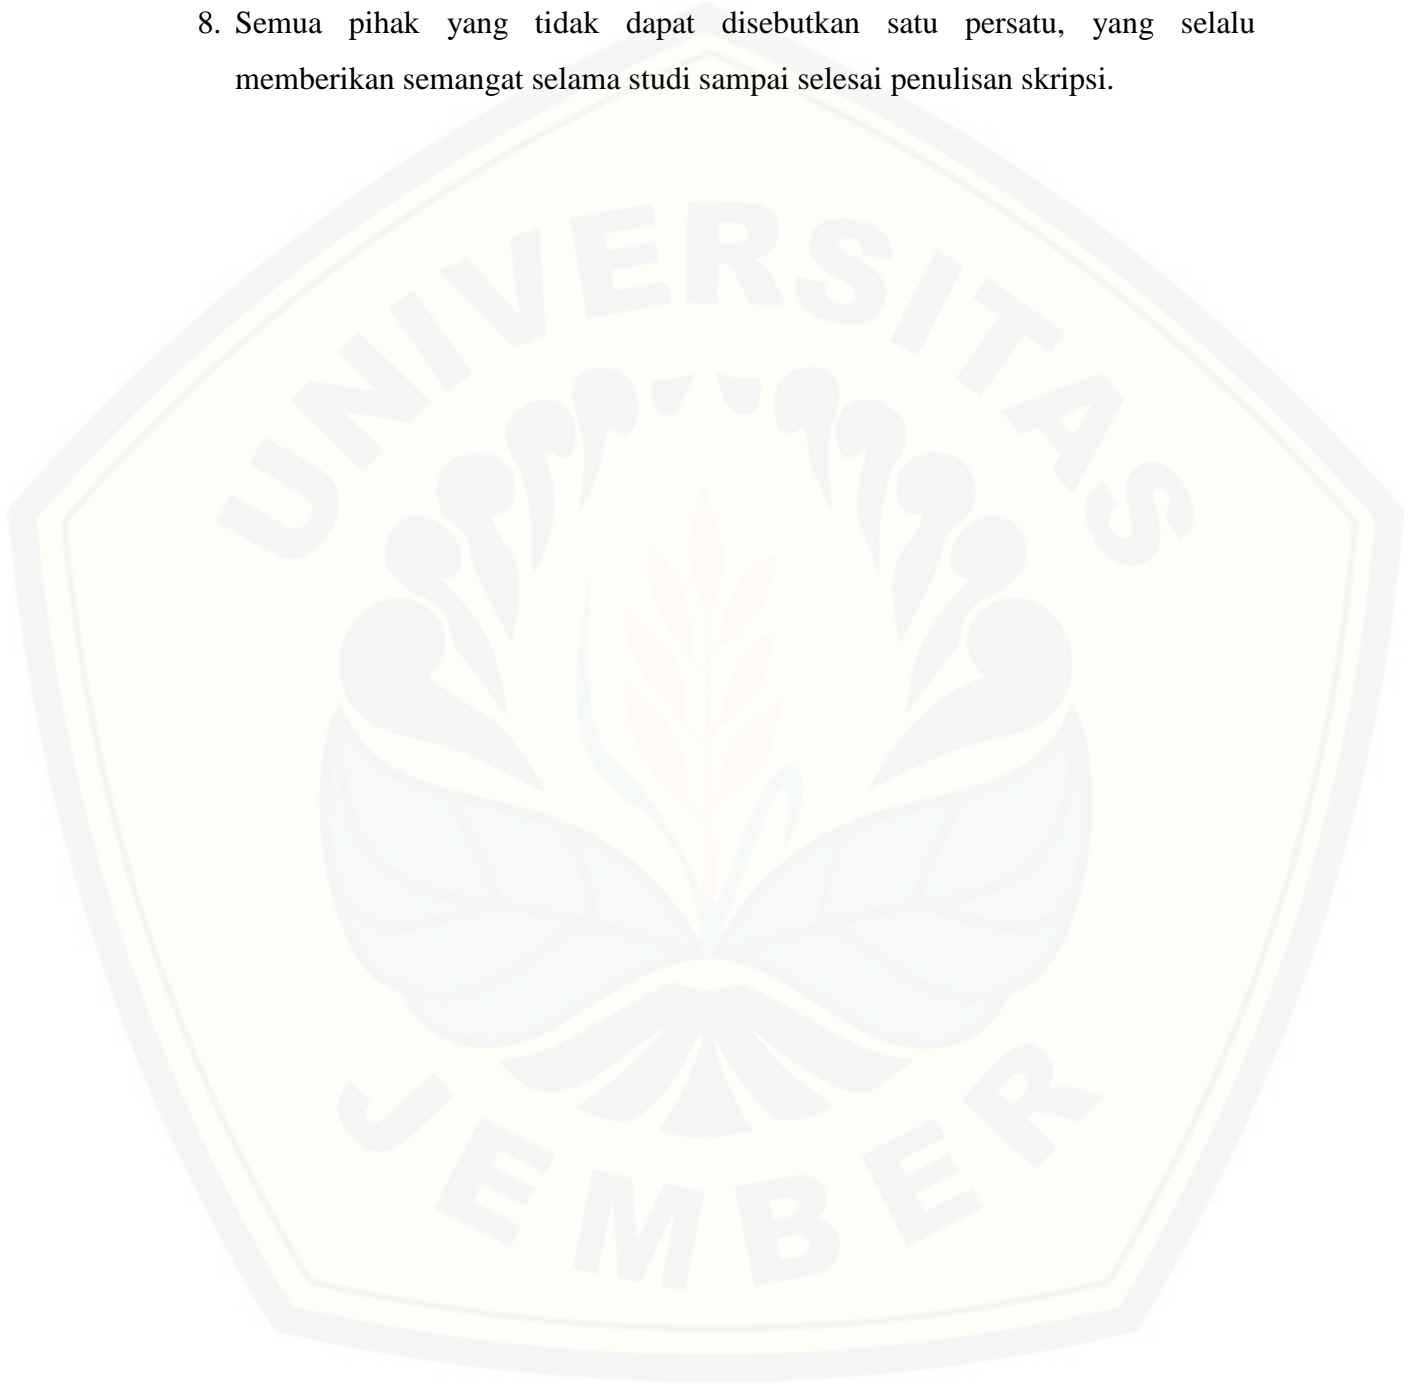 8. Semua pihak yang tidak dapat disebutkan satu persatu, yang selalu
memberikan semangat selama studi sampai selesai penulisan skripsi.
UNIVERSITAS
JEMBER